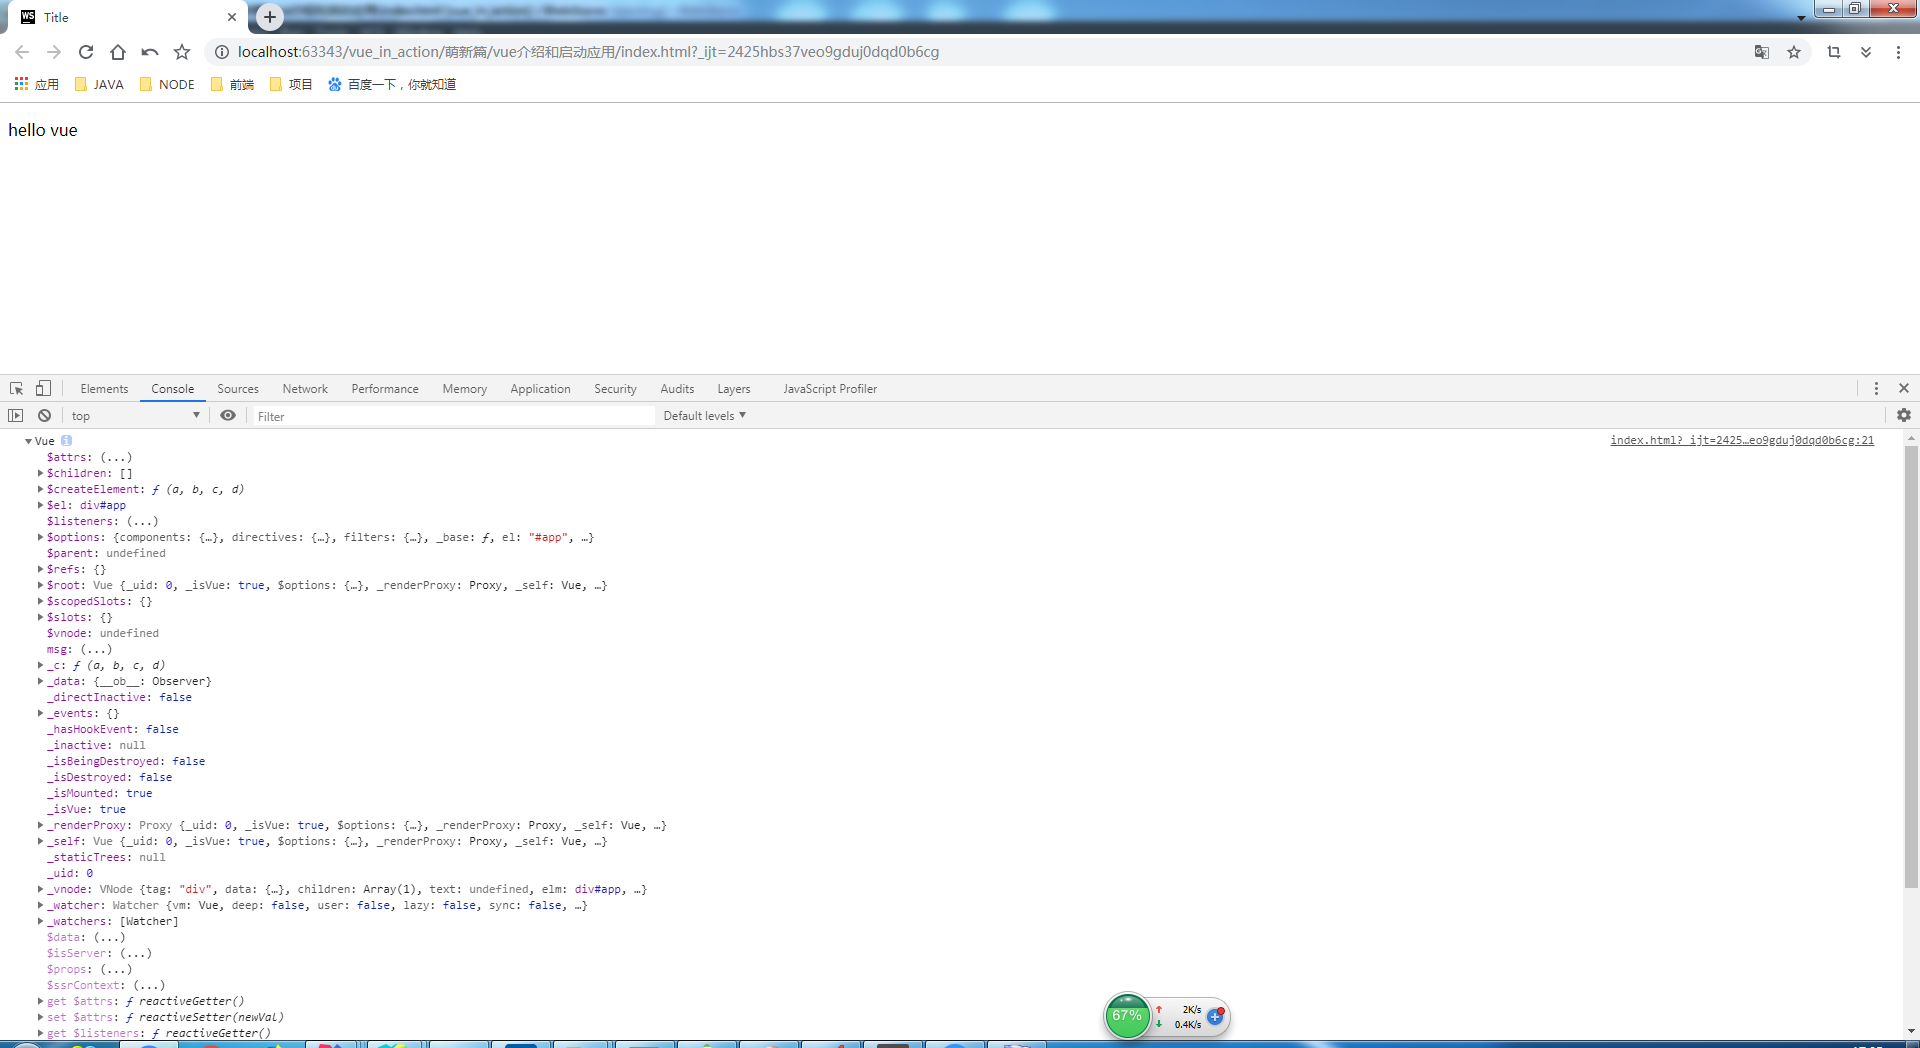 WS Title
localhost:63343/vue_in_action/萌新篇/vue介绍和启动应用/index.html?_ijt=2425hbs37veo9gduj0dqd0b6cg
应用 JAVA NODE 前端 项目 百度一下，你就知道
hello vue
Elements Console Sources Network Performance Memory Application Security Audits Layers JavaScript Profiler
top Filter Default levels
Vue i index.html? ijt=2425…eo9gduj0dqd0b6cg:21
$attrs: (...)
$children: []
$createElement: ƒ (a, b, c, d)
$el: div#app
$listeners: (...)
$options: {components: {…}, directives: {…}, filters: {…}, _base: ƒ, el: "#app", …}
$parent: undefined
$refs: {}
$root: Vue {_uid: 0, _isVue: true, $options: {…}, _renderProxy: Proxy, _self: Vue, …}
$scopedSlots: {}
$slots: {}
$vnode: undefined
msg: (...)
_c: ƒ (a, b, c, d)
_data: {__ob__: Observer}
_directInactive: false
_events: {}
_hasHookEvent: false
_inactive: null
_isBeingDestroyed: false
_isDestroyed: false
_isMounted: true
_isVue: true
_renderProxy: Proxy {_uid: 0, _isVue: true, $options: {…}, _renderProxy: Proxy, _self: Vue, …}
_self: Vue {_uid: 0, _isVue: true, $options: {…}, _renderProxy: Proxy, _self: Vue, …}
_staticTrees: null
_uid: 0
_vnode: VNode {tag: "div", data: {…}, children: Array(1), text: undefined, elm: div#app, …}
_watcher: Watcher {vm: Vue, deep: false, user: false, lazy: false, sync: false, …}
_watchers: [Watcher]
$data: (...)
$isServer: (...)
$props: (...)
$ssrContext: (...)
get $attrs: ƒ reactiveGetter()
set $attrs: ƒ reactiveSetter(newVal)
get $listeners: ƒ reactiveGetter()
67% 2K/s
0.4K/s